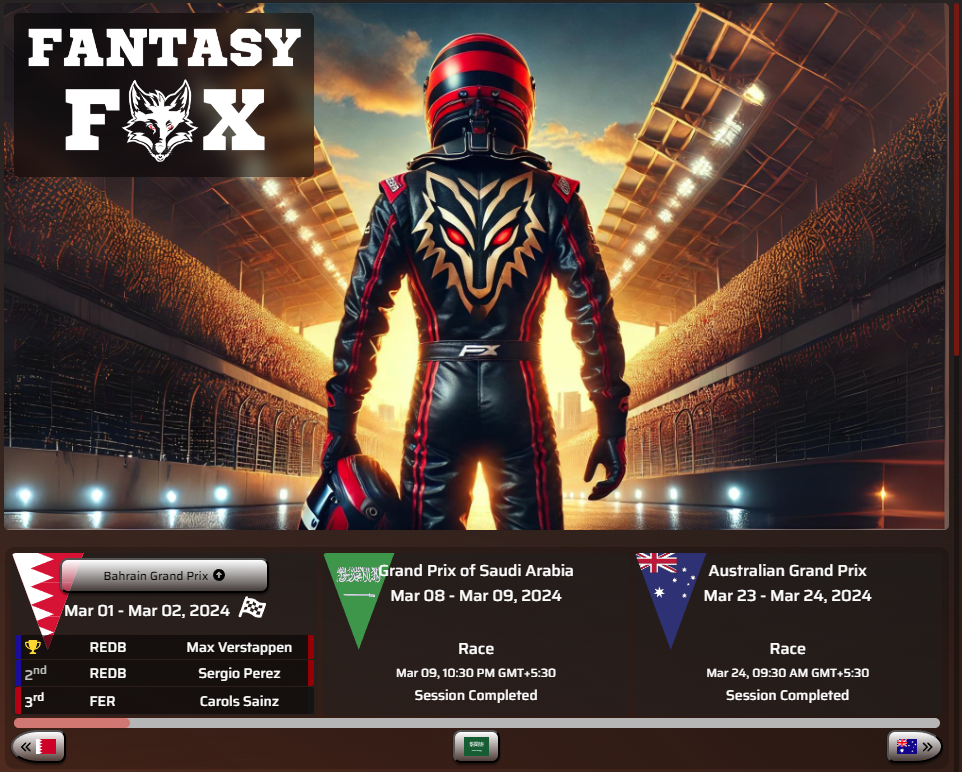 FANTASY
FOX
FX
Bahrain Grand Prix
Mar 01 - Mar 02, 2024
REDB Max Verstappen
2nd REDB Sergio Perez
3rd FER Carols Sainz
Grand Prix of Saudi Arabia
Mar 08 - Mar 09, 2024
Race
Mar 09, 10:30 PM GMT+5:30
Session Completed
Australian Grand Prix
Mar 23 - Mar 24, 2024
Race
Mar 24, 09:30 AM GMT+5:30
Session Completed
«
»